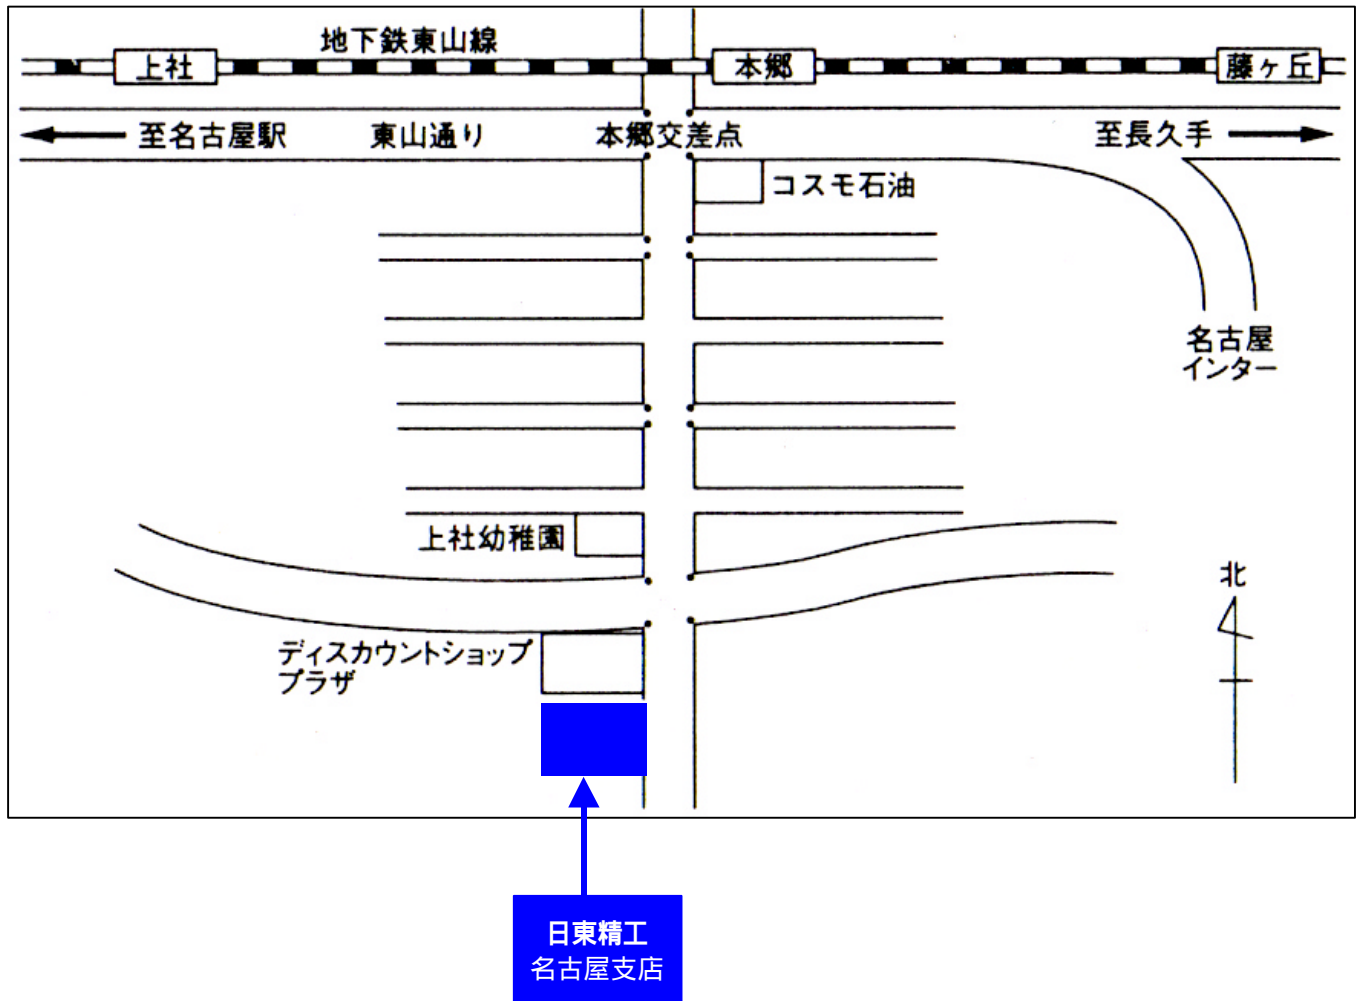 地下鉄東山線
上社
本郷
藤ヶ丘
至名古屋駅
東山通り
本郷交差点
至長久手
コスモ石油
名古屋
インター
上社幼稚園
北
ディスカウントショップ
プラザ
日東精工
名古屋支店